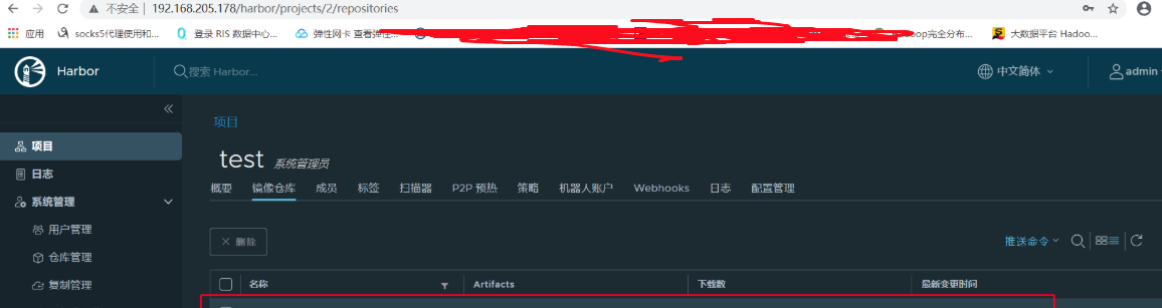 不安全 | 192.168.205.178/harbor/projects/2/repositories
应用 socks5代理使用和... 登录 RIS 数据中心... 弹性网卡 查看弹性... oop完全分布... 大数据平台 Hadoo...
Harbor 搜索 Harbor... 中文简体 admin
项目
test 系统管理员
概要 镜像仓库 成员 标签 扫描器 P2P 预热 策略 机器人账户 Webhooks 日志 配置管理
项目
日志
系统管理
用户管理
仓库管理
复制管理
× 删除 推送命令
名称 Artifacts 下载数 最新变更时间